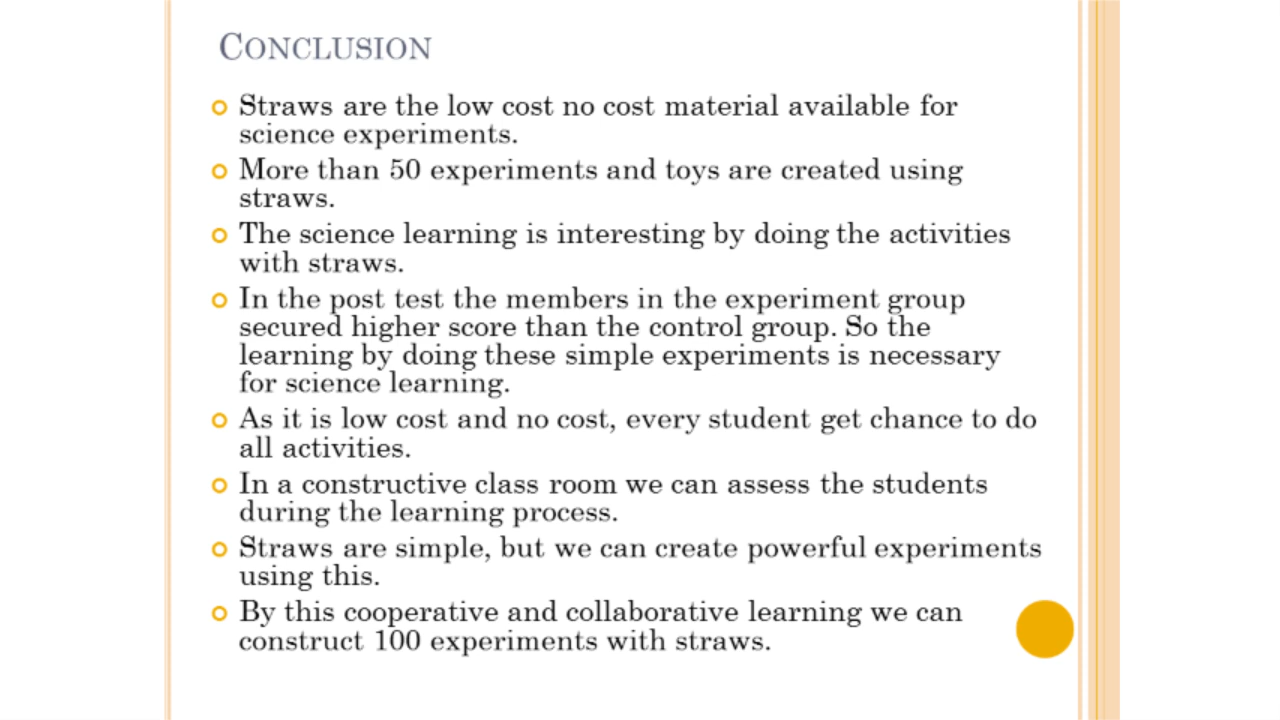 CONCLUSION
Straws are the low cost no cost material available for
science experiments.
More than 50 experiments and toys are created using
straws.
The science learning is interesting by doing the activities
with straws.
In the post test the members in the experiment group
secured higher score than the control group. So the
learning by doing these simple experiments is necessary
for science learning.
As it is low cost and no cost, every student get chance to do
all activities.
In a constructive class room we can assess the students
during the learning process.
Straws are simple, but we can create powerful experiments
using this.
By this cooperative and collaborative learning we can
construct 100 experiments with straws.